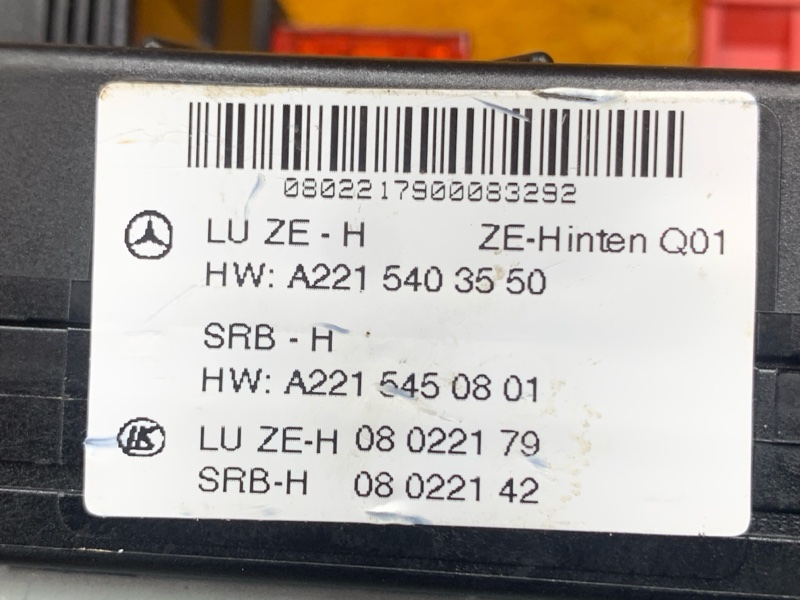 0802217900083292
LU ZE - H ZE-Hinten Q01
HW: A221 540 35 50
SRB - H
HW: A221 545 08 01
LK LU ZE-H 08 0221 79
SRB-H 08 0221 42